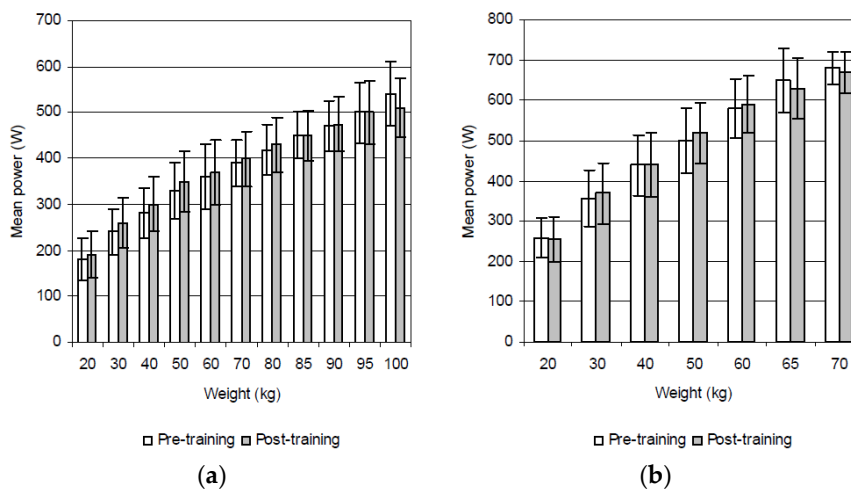 700
600
500
400
300
200
100
0
Mean power (W)
20 30 40 50 60 70 80 85 90 95 100
Weight (kg)
Pre-training Post-training
(a)
800
700
600
500
400
300
200
100
0
Mean power (W)
20 30 40 50 60 65 70
Weight (kg)
Pre-training Post-training
(b)